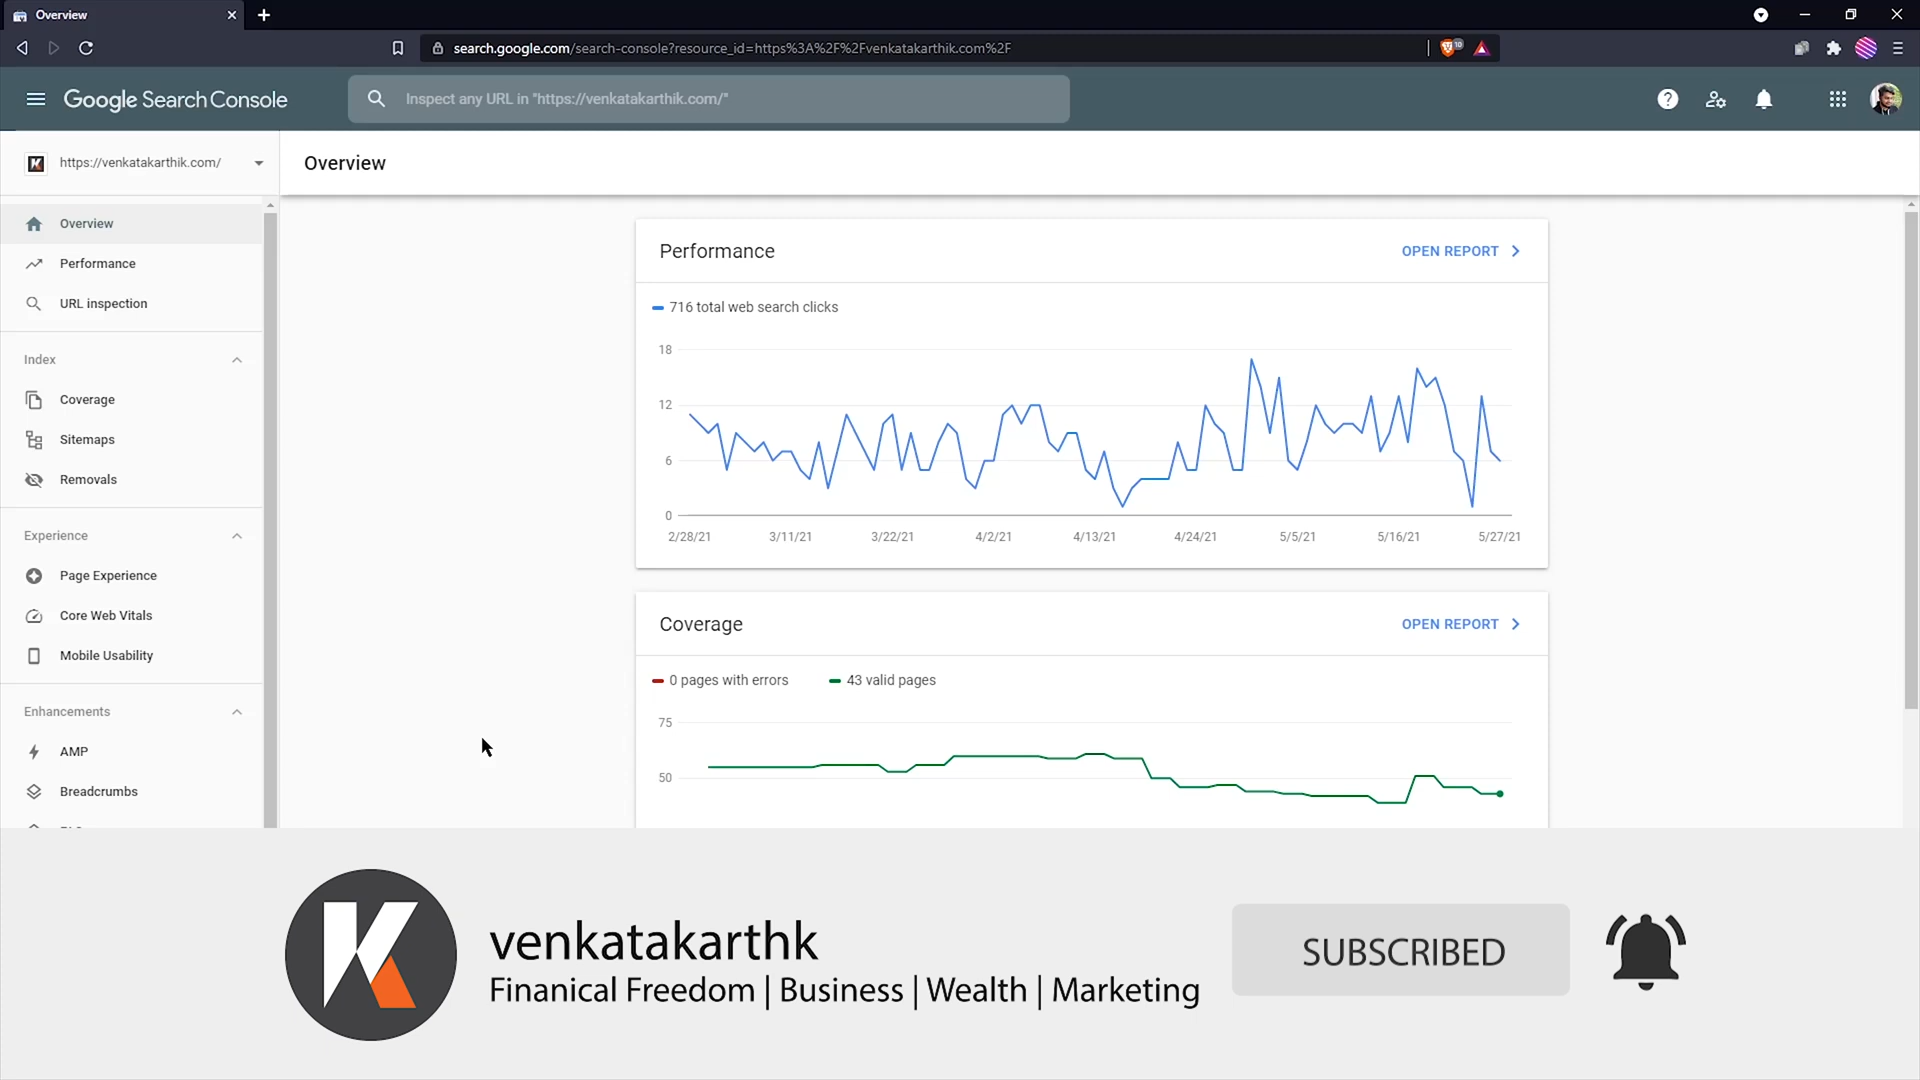 Overview
search.google.com/search-console?resource_id=https%3A%2F%2Fvenkatakarthik.com%2F
10
Google Search Console
Inspect any URL in "https://venkatakarthik.com/"
https://venkatakarthik.com/
Overview
Overview
Performance
URL inspection
Index
Coverage
Sitemaps
Removals
Experience
Page Experience
Core Web Vitals
Mobile Usability
Enhancements
AMP
Breadcrumbs
Performance
OPEN REPORT
716 total web search clicks
18
12
6
0
2/28/21 3/11/21 3/22/21 4/2/21 4/13/21 4/24/21 5/5/21 5/16/21 5/27/21
Coverage
OPEN REPORT
0 pages with errors 43 valid pages
75
50
K
venkatakarthk
Finanical Freedom | Business | Wealth | Marketing
SUBSCRIBED